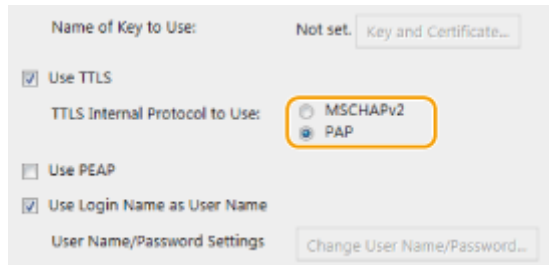 Name of Key to Use: Not set. Key and Certificate...
Use TTLS
TTLS Internal Protocol to Use: MSCHAPv2
PAP
Use PEAP
Use Login Name as User Name
User Name/Password Settings Change User Name/Password...